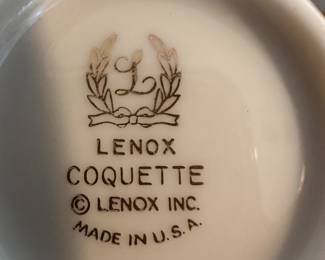 L
LENOX
COQUETTE
© LENOX INC.
MADE IN U.S.A.